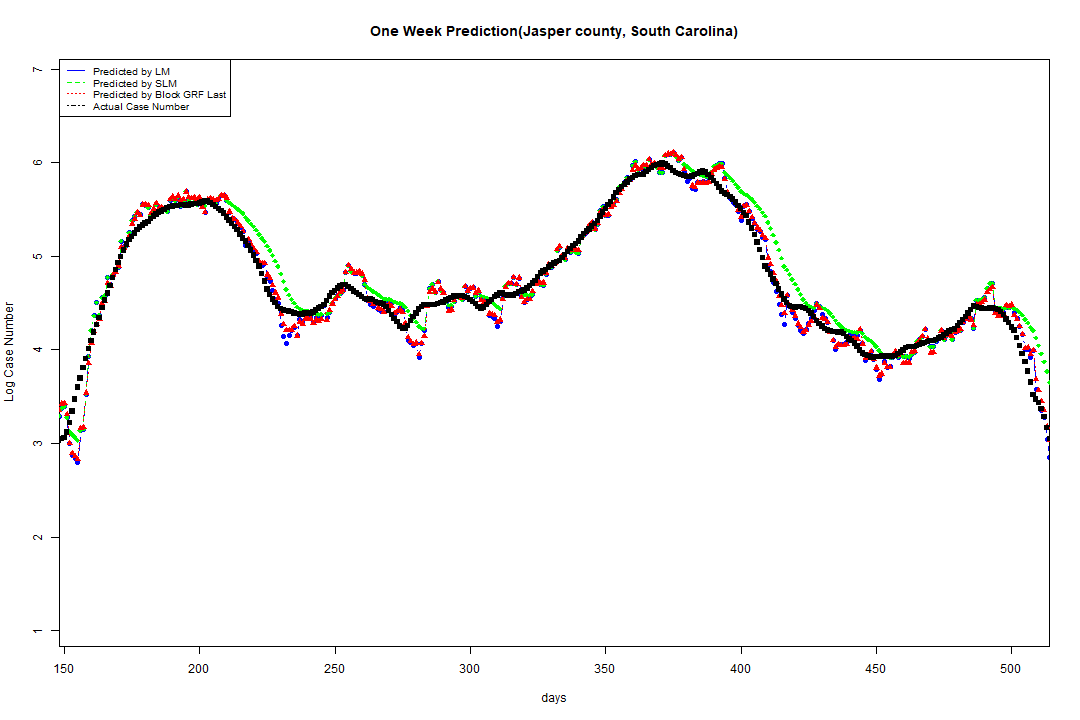 One Week Prediction(Jasper county, South Carolina)
Predicted by LM
Predicted by SLM
Predicted by Block GRF Last
Actual Case Number
7
6
5
4
3
2
1
Log Case Number
150 200 250 300 350 400 450 500
days